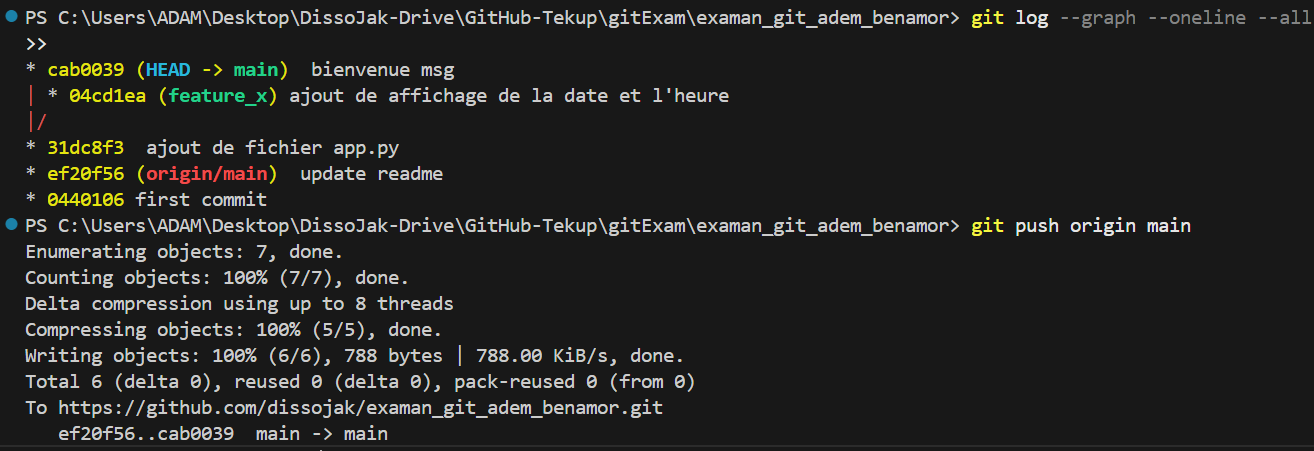 PS C:\Users\ADAM\Desktop\DissoJak-Drive\GitHub-Tekup\gitExam\examan_git_adem_benamor> git log --graph --oneline --all
>>
* cab0039 (HEAD -> main)  bienvenue msg
| * 04cd1ea (feature_x) ajout de affichage de la date et l'heure
|/
* 31dc8f3  ajout de fichier app.py
* ef20f56 (origin/main)  update readme
* 0440106 first commit
PS C:\Users\ADAM\Desktop\DissoJak-Drive\GitHub-Tekup\gitExam\examan_git_adem_benamor> git push origin main
Enumerating objects: 7, done.
Counting objects: 100% (7/7), done.
Delta compression using up to 8 threads
Compressing objects: 100% (5/5), done.
Writing objects: 100% (6/6), 788 bytes | 788.00 KiB/s, done.
Total 6 (delta 0), reused 0 (delta 0), pack-reused 0 (from 0)
To https://github.com/dissojak/examan_git_adem_benamor.git
   ef20f56..cab0039  main -> main